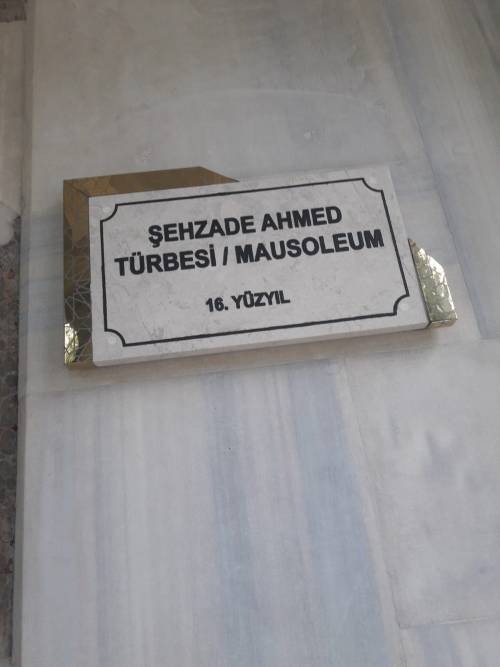 ŞEHZADE AHMED
TÜRBESİ / MAUSOLEUM
16. YÜZYIL